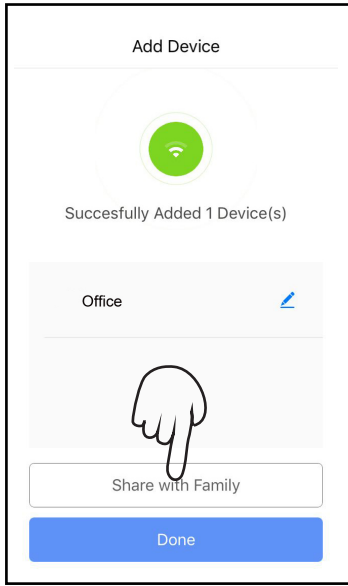 Add Device
Succesfully Added 1 Device(s)
Office
Share with Family
Done